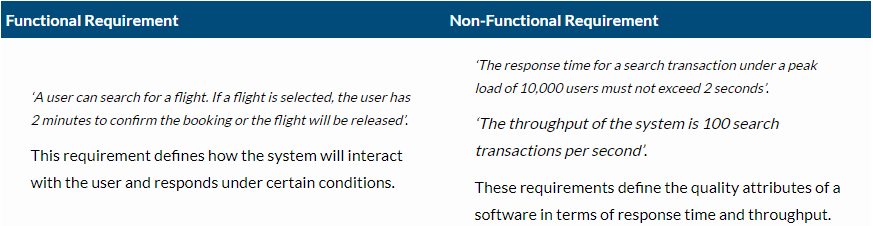 Functional Requirement
Non-Functional Requirement
‘A user can search for a flight. If a flight is selected, the user has
2 minutes to confirm the booking or the flight will be released’.
This requirement defines how the system will interact
with the user and responds under certain conditions.
‘The response time for a search transaction under a peak
load of 10,000 users must not exceed 2 seconds’.
‘The throughput of the system is 100 search
transactions per second’.
These requirements define the quality attributes of a
software in terms of response time and throughput.